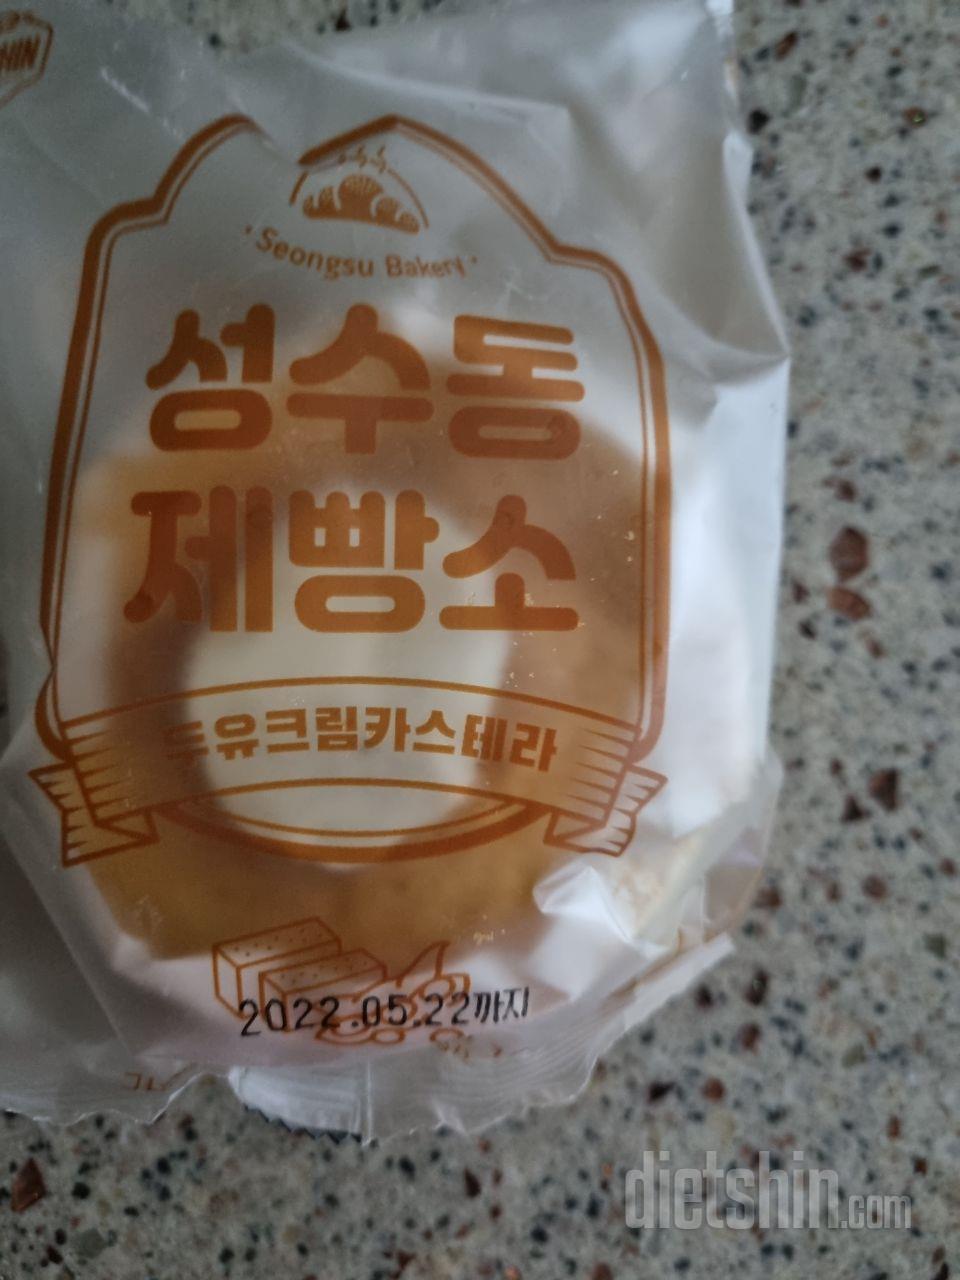 HIN
Seongsu Bakery
성수동
제빵소
두유크림카스테라
2022.05.22까지
dietshin.com